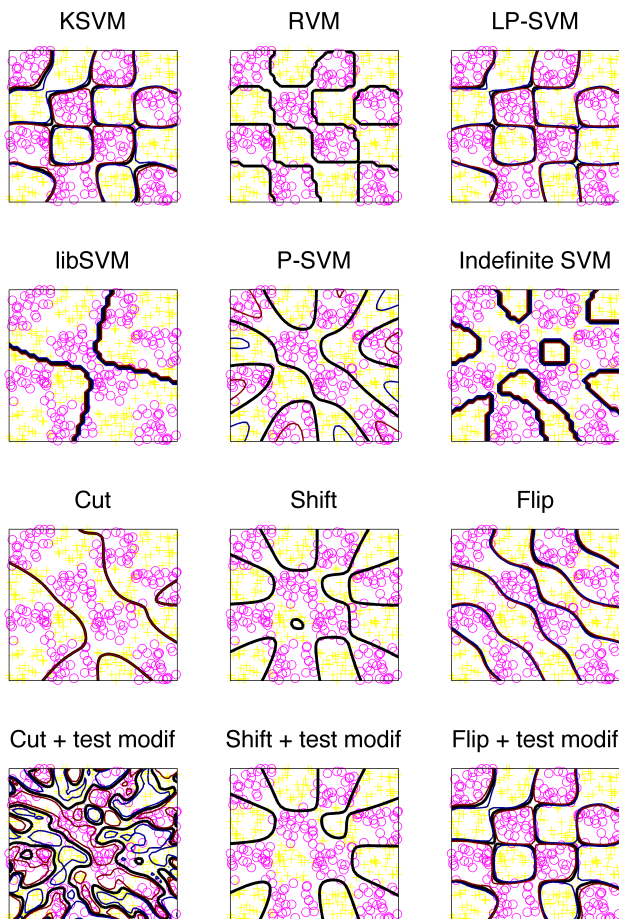 KSVM
RVM
LP-SVM
libSVM
P-SVM
Indefinite SVM
Cut
Shift
Flip
Cut + test modif
Shift + test modif
Flip + test modif